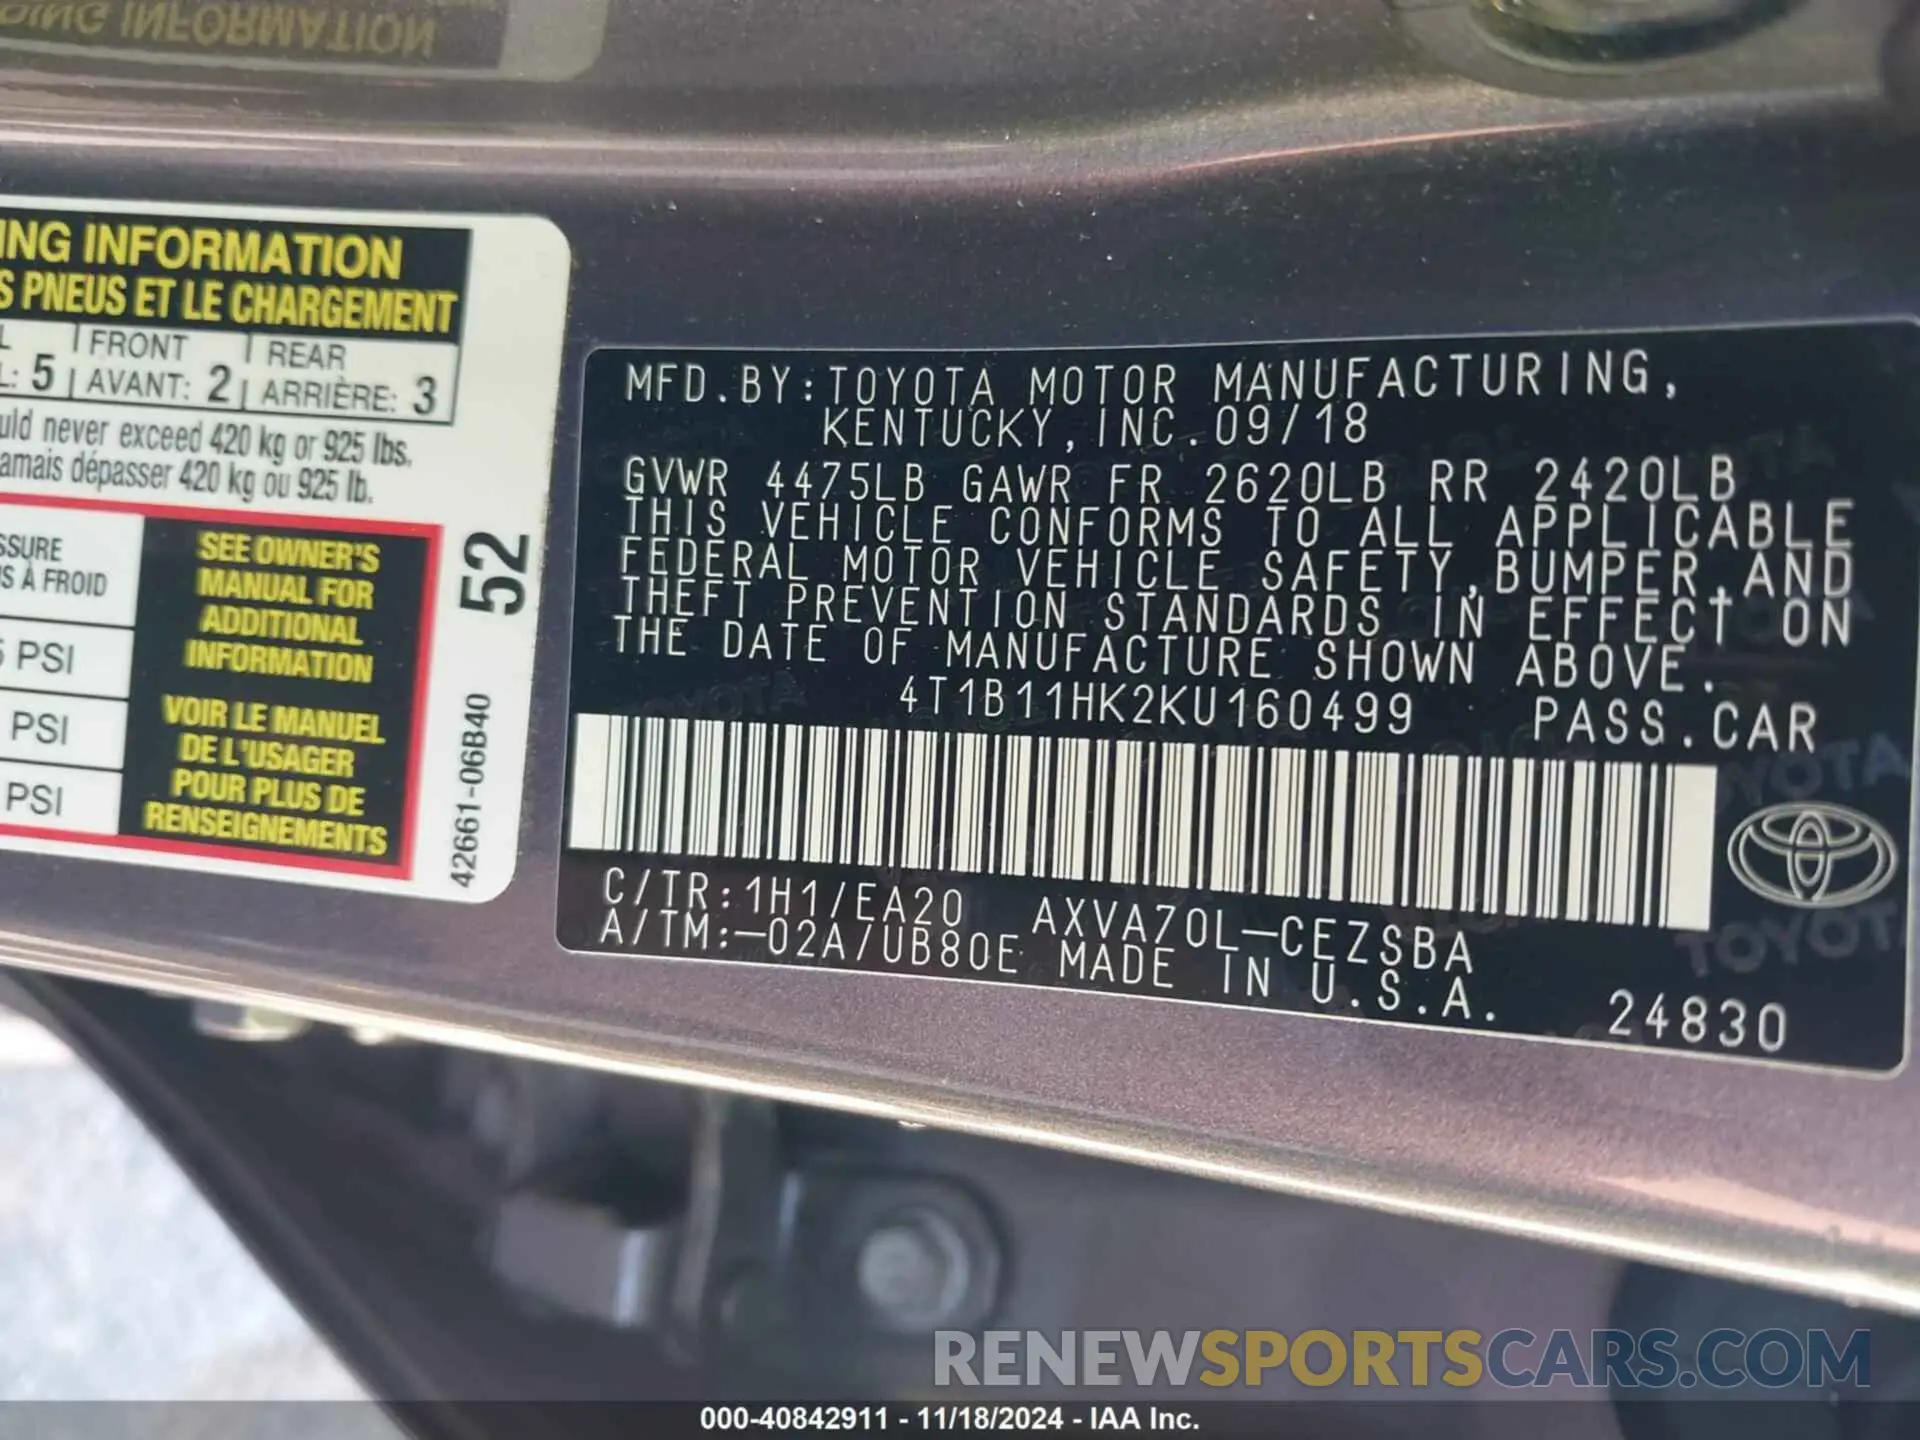 DING INFORMATION
ING INFORMATION
S PNEUS ET LE CHARGEMENT
L FRONT REAR
L: 5 AVANT: 2 ARRIÈRE: 3
uld never exceed 420 kg or 925 lbs.
amais dépasser 420 kg ou 925 lb.
SSURE
S À FROID
5 PSI
PSI
PSI
SEE OWNER'S
MANUAL FOR
ADDITIONAL
INFORMATION
VOIR LE MANUEL
DE L'USAGER
POUR PLUS DE
RENSEIGNEMENTS
52
42661-06B40
MFD.BY:TOYOTA MOTOR MANUFACTURING,
KENTUCKY,INC.09/18
GVWR 4475LB GAWR FR 2620LB RR 2420LB
THIS VEHICLE CONFORMS TO ALL APPLICABLE
FEDERAL MOTOR VEHICLE SAFETY,BUMPER,AND
THEFT PREVENTION STANDARDS IN EFFECT ON
THE DATE OF MANUFACTURE SHOWN ABOVE.
4T1B11HK2KU160499 PASS.CAR
C/TR:1H1/EA20 AXVA70L-CEZSBA
A/TM:-02A/UB80E MADE IN U.S.A.
24830
TOYOTA
TOYOTA
RENEWSPORTSCARS.COM
000-40842911 - 11/18/2024 - IAA Inc.